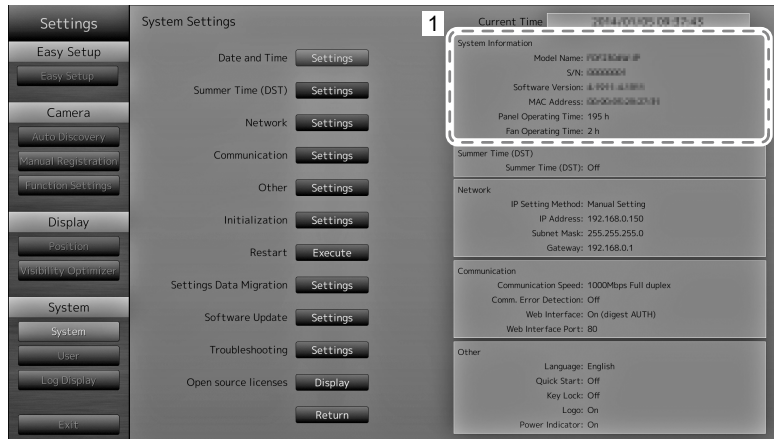 Settings
System Settings
1
Current Time
Easy Setup
Easy Setup
Camera
Auto Discovery
Manual Registration
Function Settings
Display
Position
Visibility Optimizer
System
System
User
Log Display
Exit
Date and Time Settings
Summer Time (DST) Settings
Network Settings
Communication Settings
Other Settings
Initialization Settings
Restart Execute
Settings Data Migration Settings
Software Update Settings
Troubleshooting Settings
Open source licenses Display
Return
System Information
Model Name:
S/N:
Software Version:
MAC Address:
Panel Operating Time: 195 h
Fan Operating Time: 2 h
Summer Time (DST)
Summer Time (DST): Off
Network
IP Setting Method: Manual Setting
IP Address: 192.168.0.150
Subnet Mask: 255.255.255.0
Gateway: 192.168.0.1
Communication
Communication Speed: 1000Mbps Full duplex
Comm. Error Detection: Off
Web Interface: On (digest AUTH)
Web Interface Port: 80
Other
Language: English
Quick Start: Off
Key Lock: Off
Logo: On
Power Indicator: On